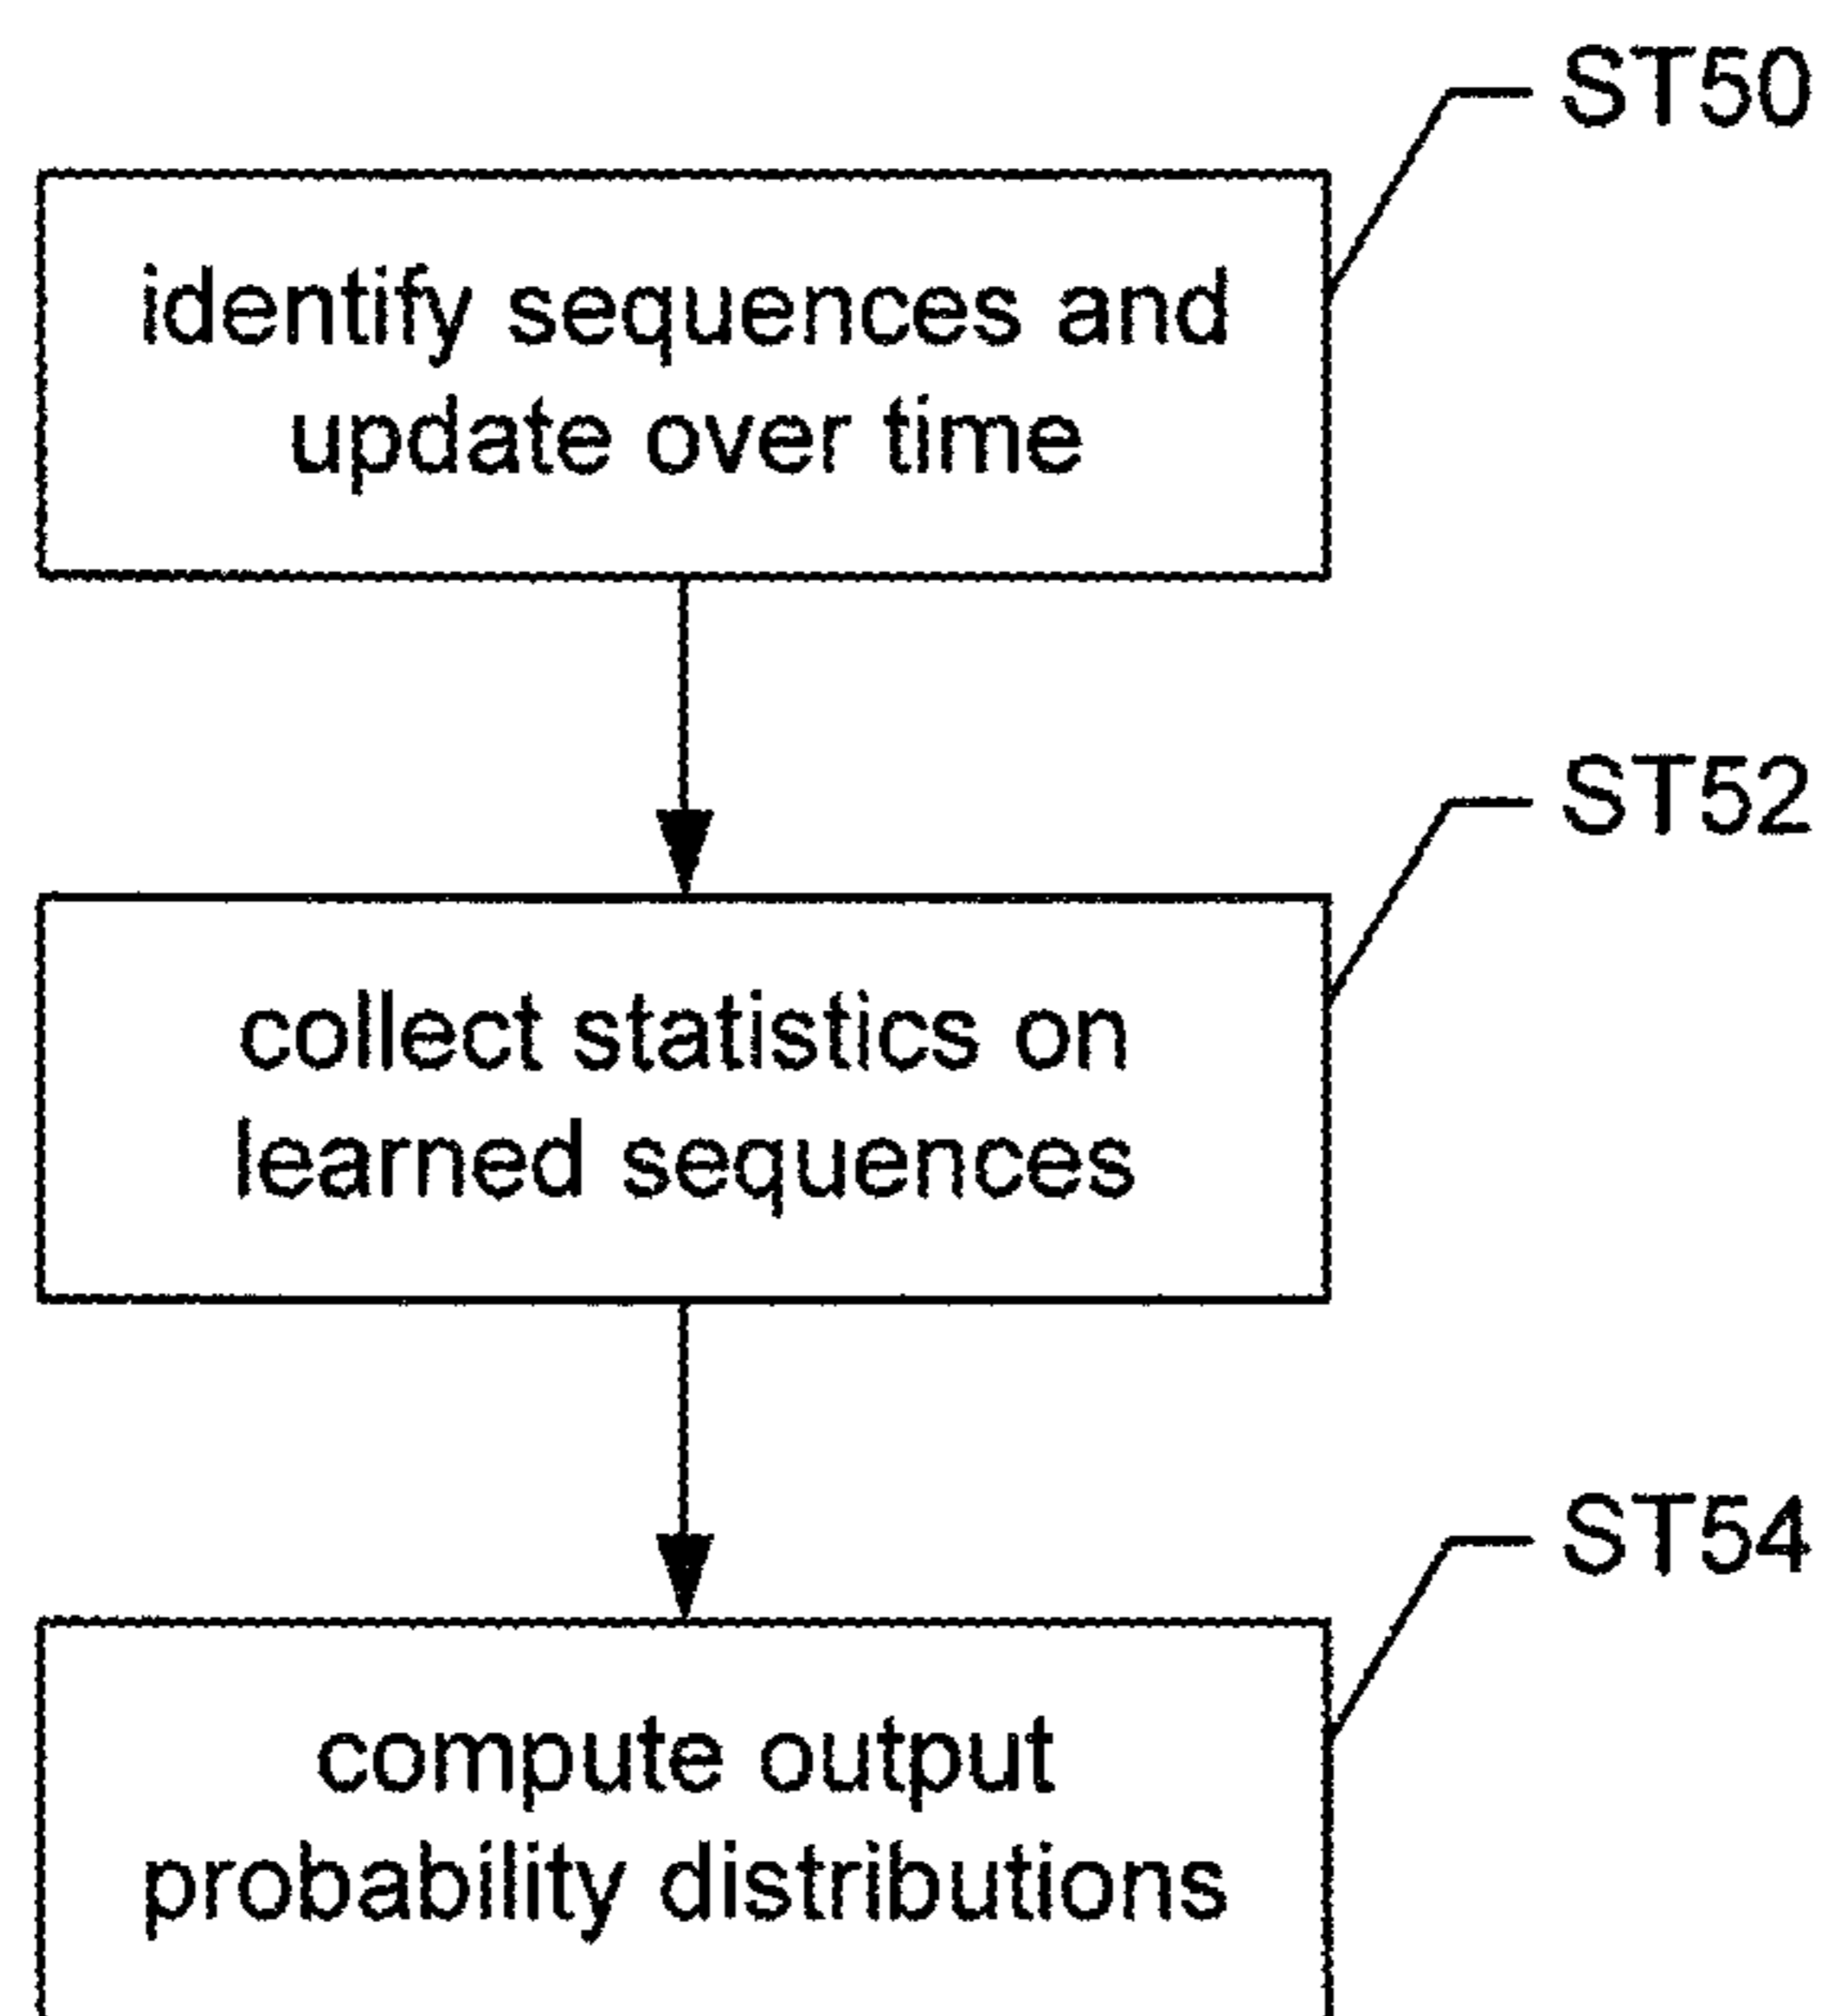 ST50
identify sequences and
update over time
ST52
collect statistics on
learned sequences
ST54
compute output
probability distributions